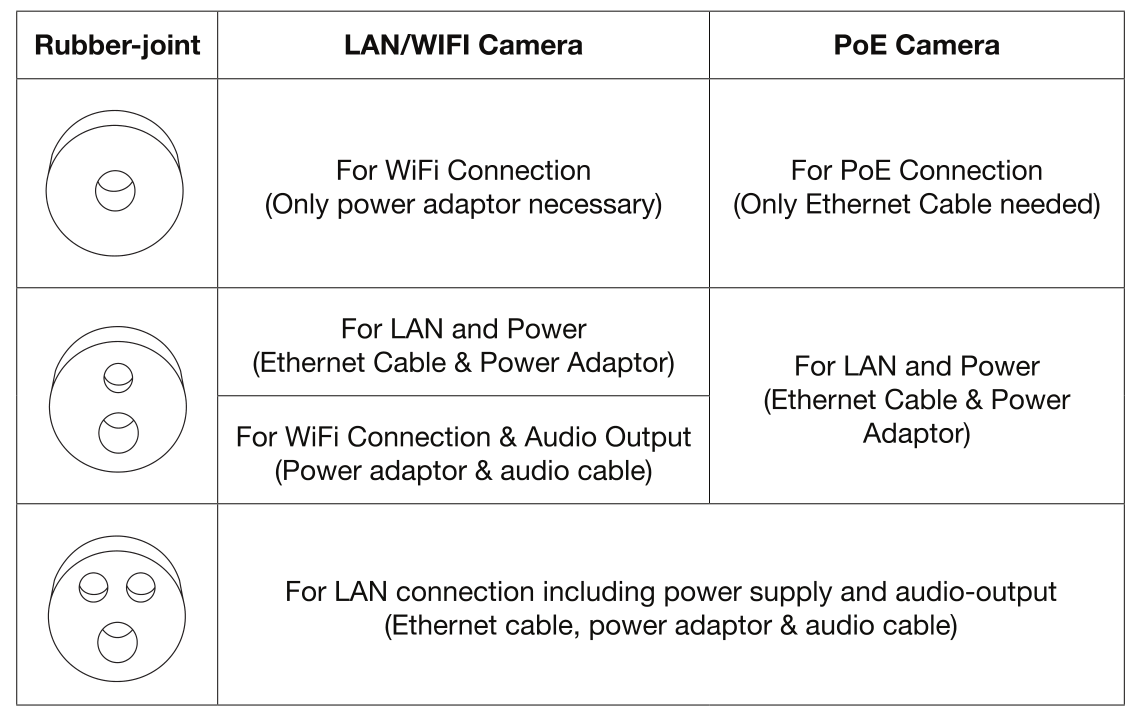 Rubber-joint
LAN/WIFI Camera
PoE Camera
For WiFi Connection
(Only power adaptor necessary)
For PoE Connection
(Only Ethernet Cable needed)
For LAN and Power
(Ethernet Cable & Power Adaptor)
For WiFi Connection & Audio Output
(Power adaptor & audio cable)
For LAN and Power
(Ethernet Cable & Power
Adaptor)
For LAN connection including power supply and audio-output
(Ethernet cable, power adaptor & audio cable)